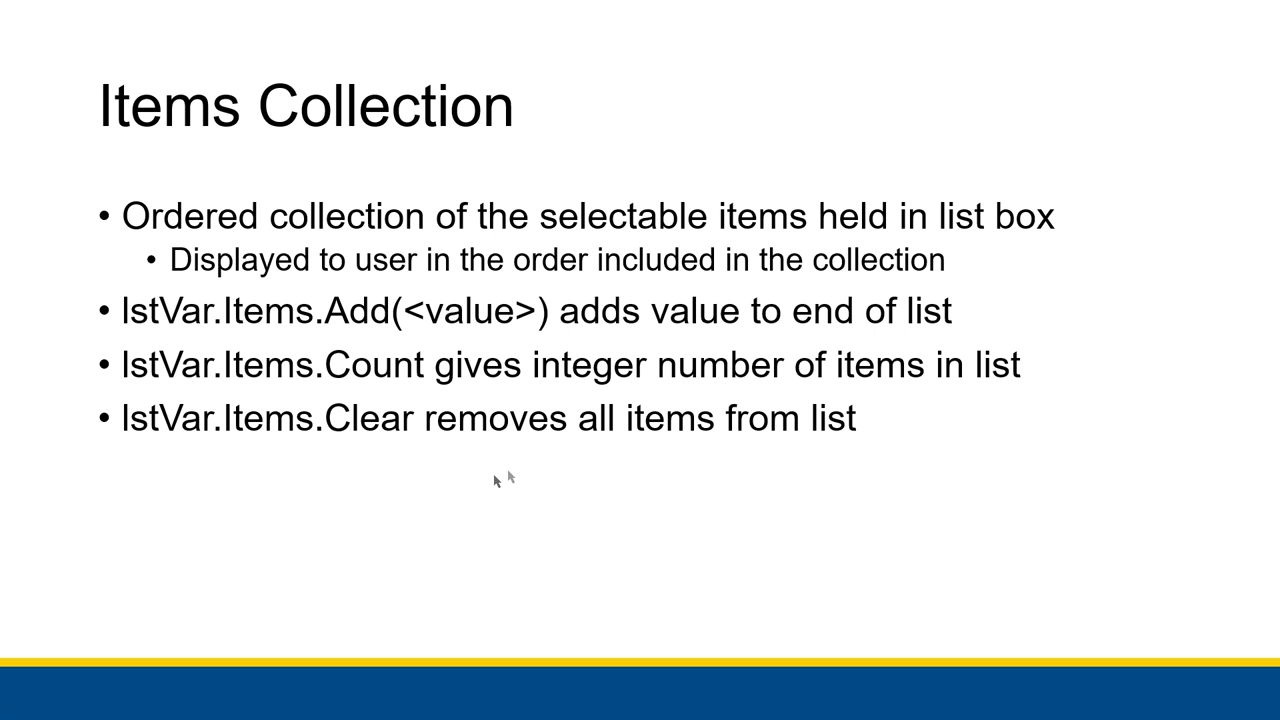 Items Collection
• Ordered collection of the selectable items held in list box
• Displayed to user in the order included in the collection
• lstVar.Items.Add(<value>) adds value to end of list
• lstVar.Items.Count gives integer number of items in list
• lstVar.Items.Clear removes all items from list